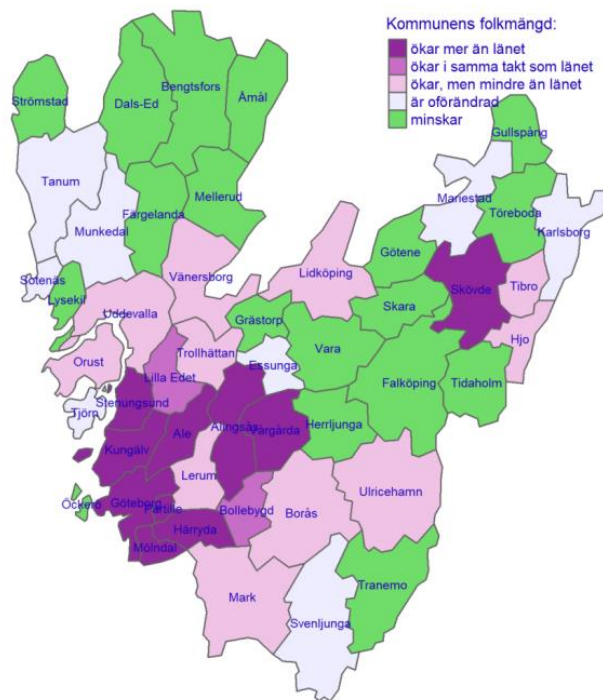 Kommunens folkmängd:
ökar mer än länet
ökar i samma takt som länet
ökar, men mindre än länet
är oförändrad
minskar
Strömstad
Dals-Ed
Bengtsfors
Åmål
Gullspång
Tanum
Mellerud
Färgelanda
Munkedal
Mariestad
Töreboda
Karlsborg
Götene
Sotenäs
Lysekil
Vänersborg
Lidköping
Skövde
Tibro
Skara
Uddevalla
Grästorp
Vara
Hjo
Trollhättan
Orust
Essunga
Lilla Edet
Falköping
Tidaholm
Stenungsund
Tjörn
Ale
Alingsås
Vårgårda
Herrljunga
Kungälv
Lerum
Ulricehamn
Öckerö
Göteborg
Partille
Bollebygd
Borås
Härryda
Mölndal
Tranemo
Mark
Svenljunga